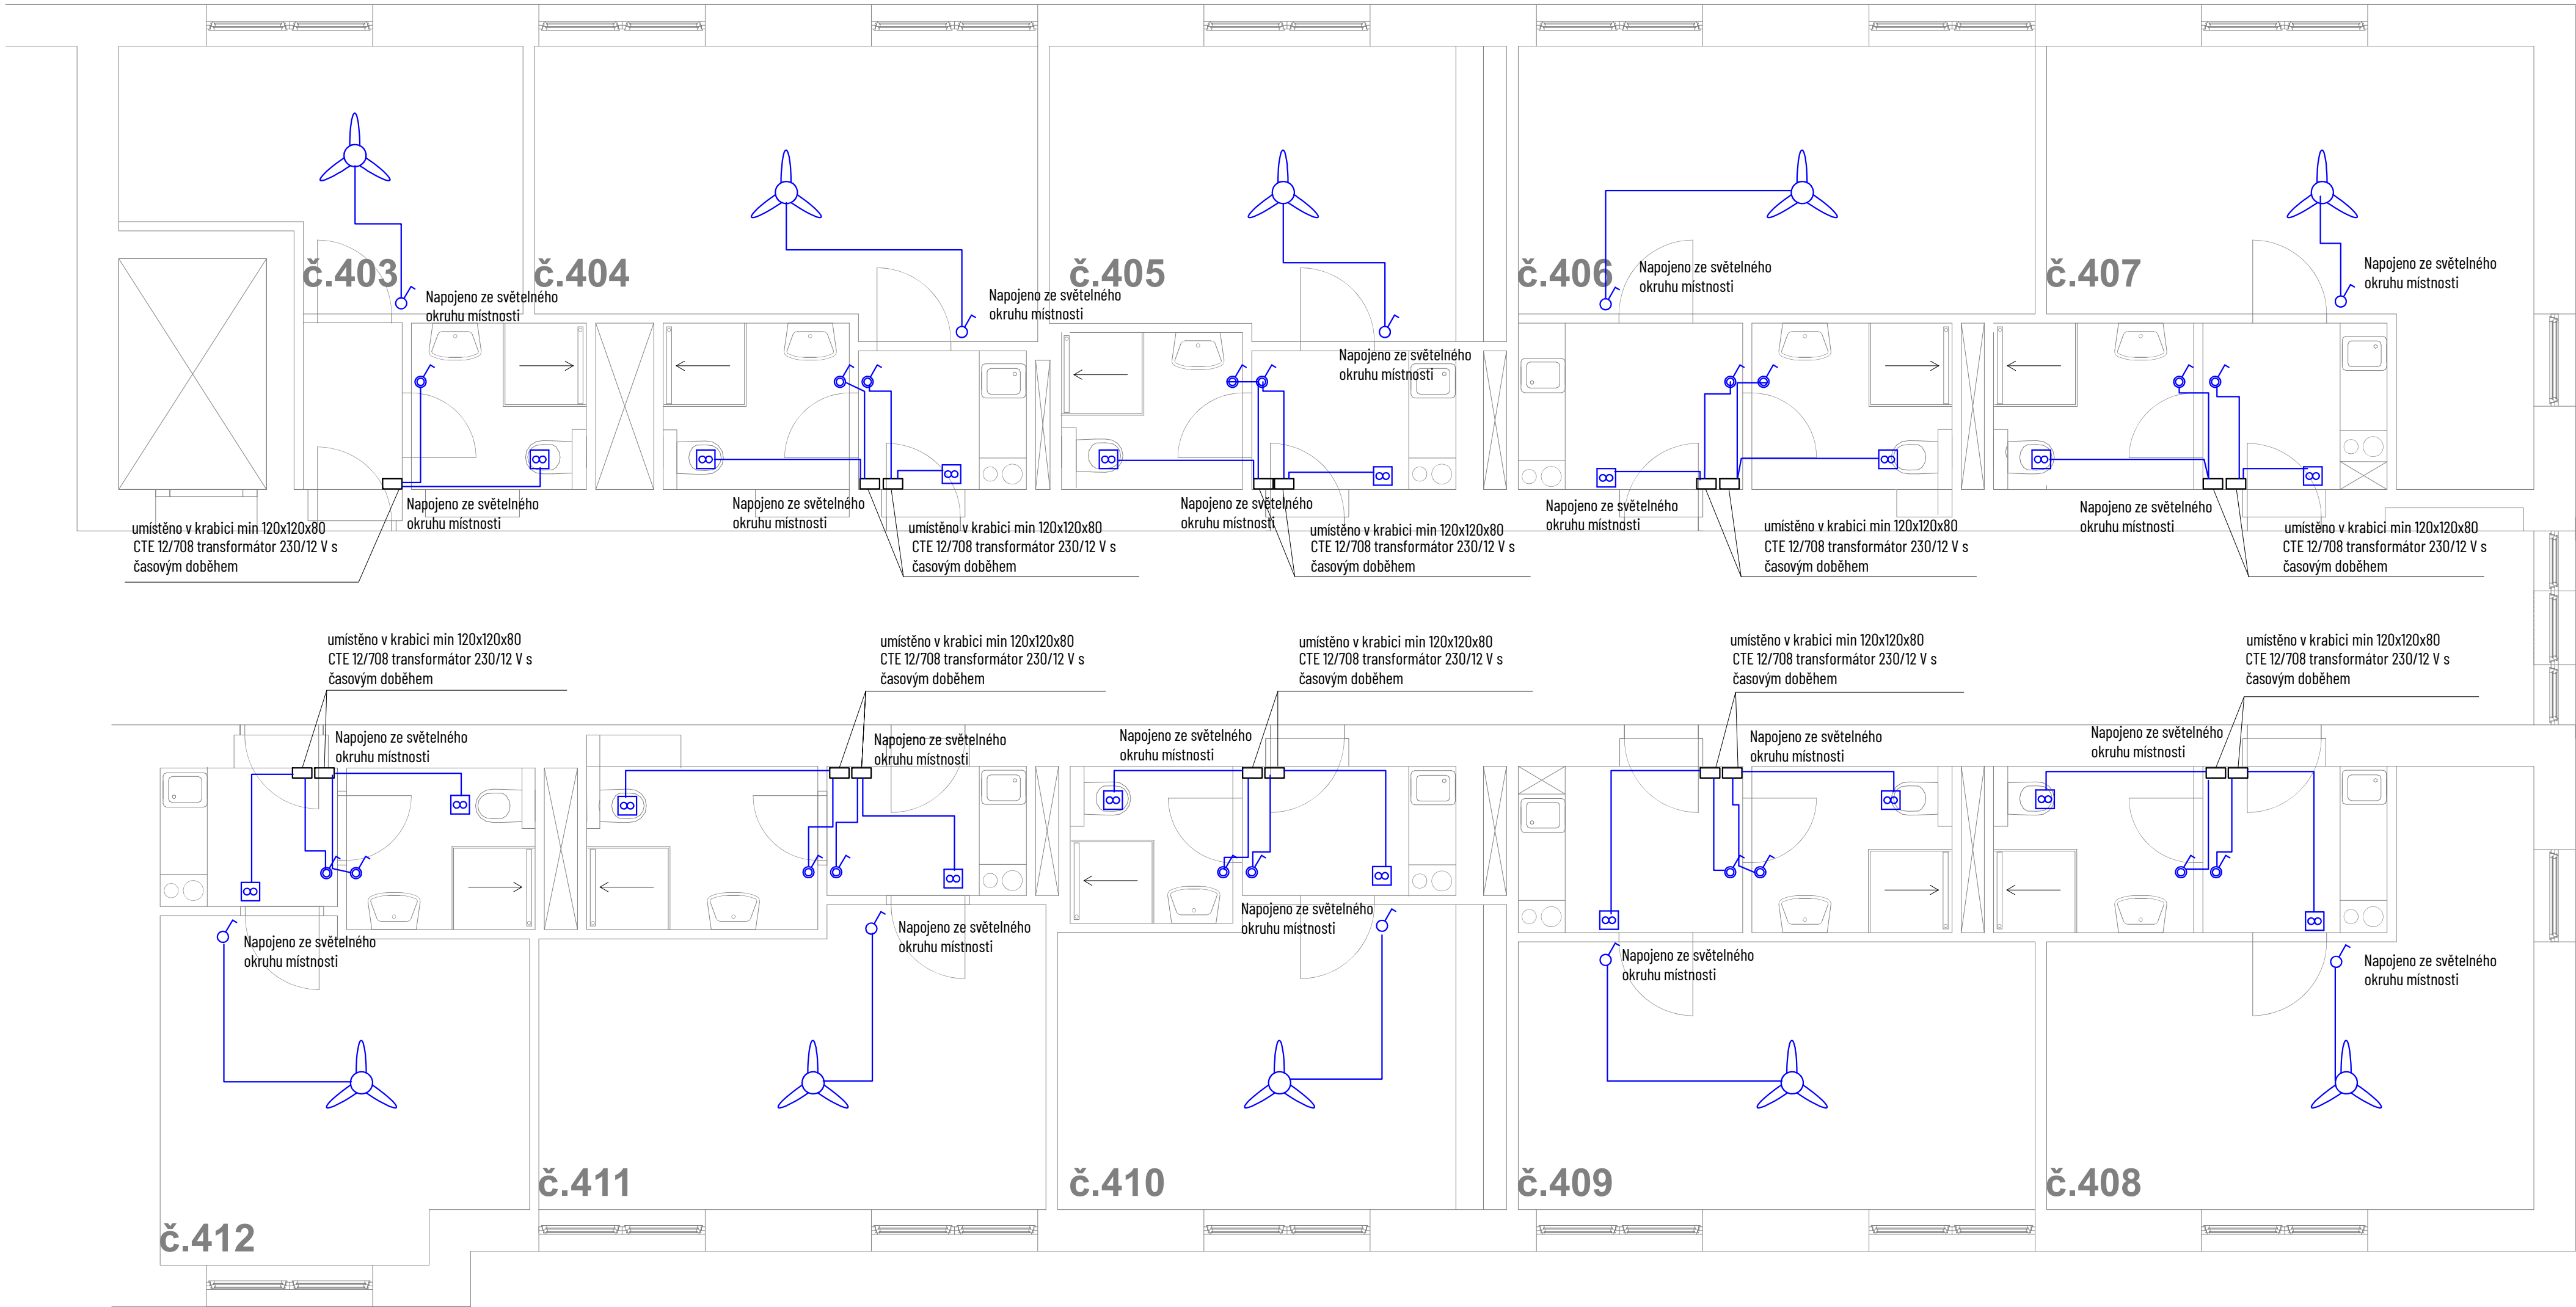 č.403
č.404
č.405
č.406
č.407
Napojeno ze světelného
okruhu místnosti
Napojeno ze světelného
okruhu místnosti
Napojeno ze světelného
okruhu místnosti
Napojeno ze světelného
okruhu místnosti
Napojeno ze světelného
okruhu místnosti
Napojeno ze světelného
okruhu místnosti
Napojeno ze světelného
okruhu místnosti
Napojeno ze světelného
okruhu místnosti
Napojeno ze světelného
okruhu místnosti
Napojeno ze světelného
okruhu místnosti
umístěno v krabici min 120x120x80
CTE 12/708 transformátor 230/12 V s
časovým doběhem
umístěno v krabici min 120x120x80
CTE 12/708 transformátor 230/12 V s
časovým doběhem
umístěno v krabici min 120x120x80
CTE 12/708 transformátor 230/12 V s
časovým doběhem
umístěno v krabici min 120x120x80
CTE 12/708 transformátor 230/12 V s
časovým doběhem
umístěno v krabici min 120x120x80
CTE 12/708 transformátor 230/12 V s
časovým doběhem
umístěno v krabici min 120x120x80
CTE 12/708 transformátor 230/12 V s
časovým doběhem
umístěno v krabici min 120x120x80
CTE 12/708 transformátor 230/12 V s
časovým doběhem
umístěno v krabici min 120x120x80
CTE 12/708 transformátor 230/12 V s
časovým doběhem
umístěno v krabici min 120x120x80
CTE 12/708 transformátor 230/12 V s
časovým doběhem
umístěno v krabici min 120x120x80
CTE 12/708 transformátor 230/12 V s
časovým doběhem
Napojeno ze světelného
okruhu místnosti
Napojeno ze světelného
okruhu místnosti
Napojeno ze světelného
okruhu místnosti
Napojeno ze světelného
okruhu místnosti
Napojeno ze světelného
okruhu místnosti
Napojeno ze světelného
okruhu místnosti
Napojeno ze světelného
okruhu místnosti
Napojeno ze světelného
okruhu místnosti
Napojeno ze světelného
okruhu místnosti
Napojeno ze světelného
okruhu místnosti
č.412
č.411
č.410
č.409
č.408